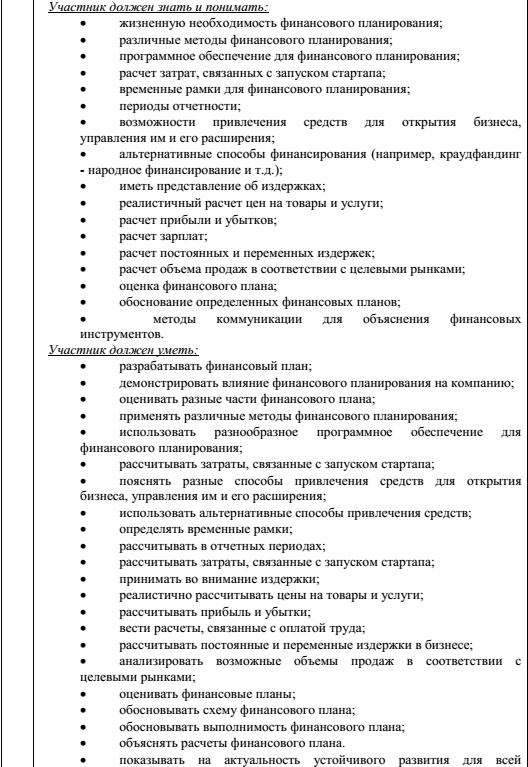 Участник должен знать и понимать:
• жизненную необходимость финансового планирования;
• различные методы финансового планирования;
• программное обеспечение для финансового планирования;
• расчет затрат, связанных с запуском стартапа;
• временные рамки для финансового планирования;
• периоды отчетности;
• возможности привлечения средств для открытия бизнеса,
управления им и его расширения;
• альтернативные способы финансирования (например, краудфандинг
- народное финансирование и т.д.);
• иметь представление об издержках;
• реалистичный расчет цен на товары и услуги;
• расчет прибыли и убытков;
• расчет зарплат;
• расчет постоянных и переменных издержек;
• расчет объема продаж в соответствии с целевыми рынками;
• оценка финансового плана;
• обоснование определенных финансовых планов;
• методы коммуникации для объяснения финансовых
инструментов.
Участник должен уметь:
• разрабатывать финансовый план;
• демонстрировать влияние финансового планирования на компанию;
• оценивать разные части финансового плана;
• применять различные методы финансового планирования;
• использовать разнообразное программное обеспечение для
финансового планирования;
• рассчитывать затраты, связанные с запуском стартапа;
• пояснять разные способы привлечения средств для открытия
бизнеса, управления им и его расширения;
• использовать альтернативные способы привлечения средств;
• определять временные рамки;
• рассчитывать в отчетных периодах;
• рассчитывать затраты, связанные с запуском стартапа;
• принимать во внимание издержки;
• реалистично рассчитывать цены на товары и услуги;
• рассчитывать прибыль и убытки;
• вести расчеты, связанные с оплатой труда;
• рассчитывать постоянные и переменные издержки в бизнесе;
• анализировать возможные объемы продаж в соответствии с
целевыми рынками;
• оценивать финансовые планы;
• обосновывать схему финансового плана;
• обосновывать выполнимость финансового плана;
• объяснять расчеты финансового плана.
• показывать на актуальность устойчивого развития для всей